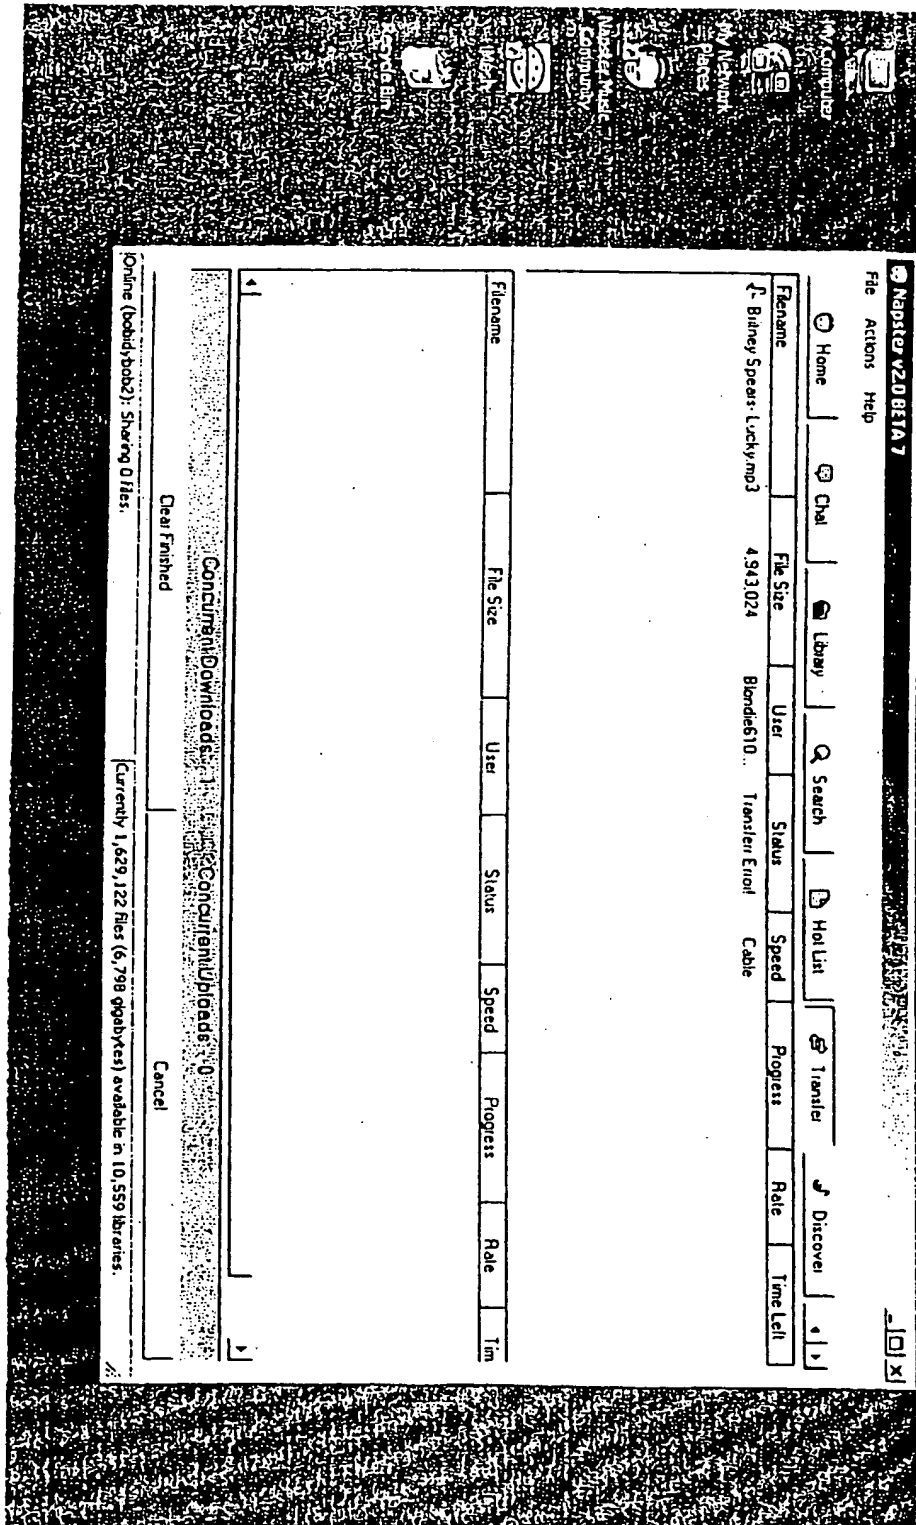 My Computer
My Network
Places
Napster Music
Community
Recycle Bin
Napster v2.0 BETA 7
File Actions Help
Home Chat Library Search Hot List Transfer Discover
Filename File Size User Status Speed Progress Rate Time Left
Britney Spears- Lucky.mp3 4,943,024 Blondie610... Transferr Error! Cable
Filename File Size User Status Speed Progress Rate Tim
Concurrent Downloads: 1 Concurrent Uploads: 0
Clear Finished Cancel
Online (bobidybob2): Sharing 0 files.
Currently 1,629,122 files (6,798 gigabytes) available in 10,559 libraries.